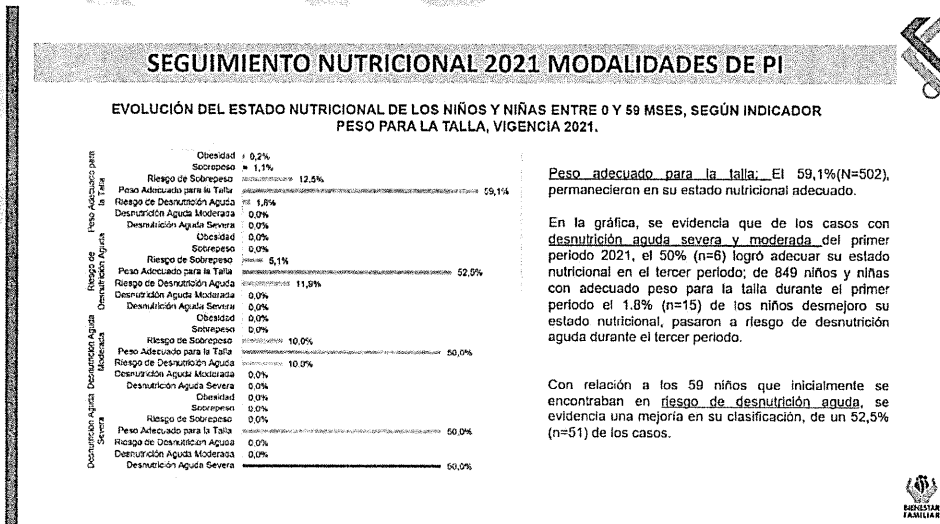 SEGUIMIENTO NUTRICIONAL 2021 MODALIDADES DE PI
EVOLUCIÓN DEL ESTADO NUTRICIONAL DE LOS NIÑOS Y NIÑAS ENTRE 0 Y 59 MSES, SEGÚN INDICADOR
PESO PARA LA TALLA, VIGENCIA 2021.
Peso Adecuado para la Talla
Obesidad 0,2%
Sobrepeso 1,1%
Riesgo de Sobrepeso 12,5%
Peso Adecuado para la Talla 59,1%
Riesgo de Desnutrición Aguda 1,8%
Desnutrición Aguda Moderada 0,0%
Desnutrición Aguda Severa 0,0%
Riesgo de Desnutrición Aguda
Obesidad 0,0%
Sobrepeso 0,0%
Riesgo de Sobrepeso 5,1%
Peso Adecuado para la Talla 52,5%
Riesgo de Desnutrición Aguda 11,9%
Desnutrición Aguda Moderada 0,0%
Desnutrición Aguda Severa 0,0%
Desnutrición Aguda Moderada
Obesidad 0,0%
Sobrepeso 0,0%
Riesgo de Sobrepeso 10,0%
Peso Adecuado para la Talla 50,0%
Riesgo de Desnutrición Aguda 10,0%
Desnutrición Aguda Moderada 0,0%
Desnutrición Aguda Severa 0,0%
Desnutrición Aguda Severa
Obesidad 0,0%
Sobrepeso 0,0%
Riesgo de Sobrepeso 0,0%
Peso Adecuado para la Talla 50,0%
Riesgo de Desnutrición Aguda 0,0%
Desnutrición Aguda Moderada 0,0%
Desnutrición Aguda Severa 50,0%
Peso adecuado para la talla: El 59,1%(N=502),
permanecieron en su estado nutricional adecuado.
En la gráfica, se evidencia que de los casos con
desnutrición aguda severa y moderada del primer
periodo 2021, el 50% (n=6) logró adecuar su estado
nutricional en el tercer periodo; de 849 niños y niñas
con adecuado peso para la talla durante el primer
periodo el 1.8% (n=15) de los niños desmejoro su
estado nutricional, pasaron a riesgo de desnutrición
aguda durante el tercer periodo.
Con relación a los 59 niños que inicialmente se
encontraban en riesgo de desnutrición aguda, se
evidencia una mejoría en su clasificación, de un 52,5%
(n=51) de los casos.
BIENESTAR
FAMILIAR